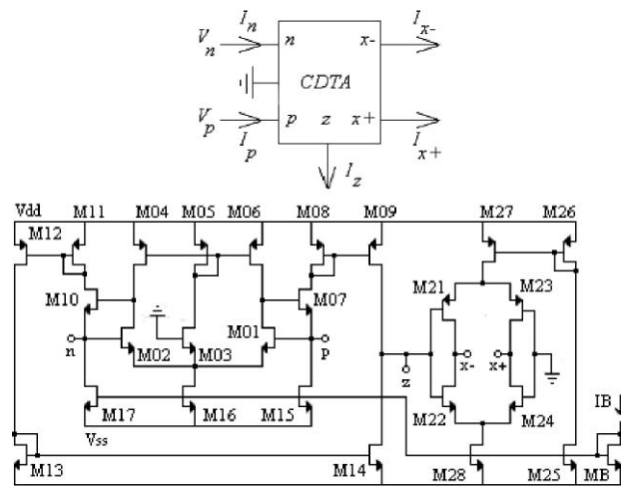 I_n I_x-
V_n n x-
CDTA
V_p p z x+
I_p I_x+
I_z
Vdd M11 M04 M05 M06 M08 M09 M27 M26
M12
M10 M07 M21 M23
M01
n M02 M03 p z x- x+
M22 M24
M17 M16 M15 IB
Vss
M13 M14 M28 M25 MB